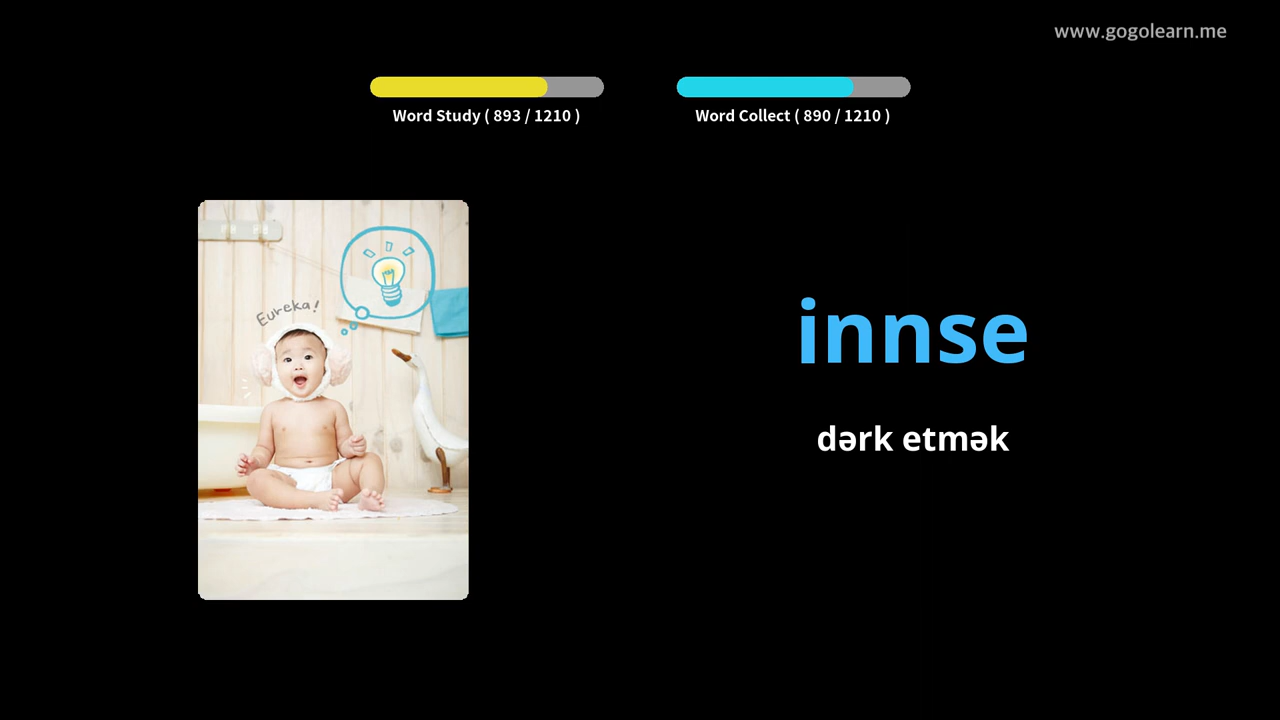 www.gogolearn.me
Word Study ( 893 / 1210 )
Word Collect ( 890 / 1210 )
Eureka!
innse
dərk etmək